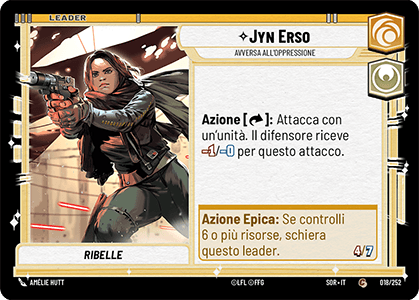 LEADER
JYN ERSO
AVVERSA ALL'OPPRESSIONE
Azione [ ]: Attacca con
un'unità. Il difensore riceve
-1/-0 per questo attacco.
Azione Epica: Se controlli
6 o più risorse, schiera
questo leader.
4/7
RIBELLE
AMÉLIE HUTT
©LFL ©FFG
SOR • IT
C
018/252